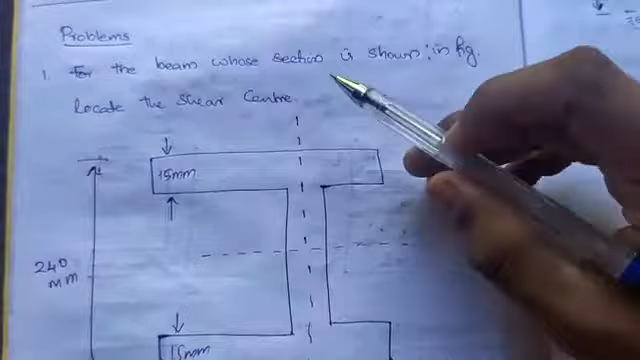 Problems
1. For the beam whose section is shown in fig.
Locate the shear Centre.
15mm
240
mm
15mm